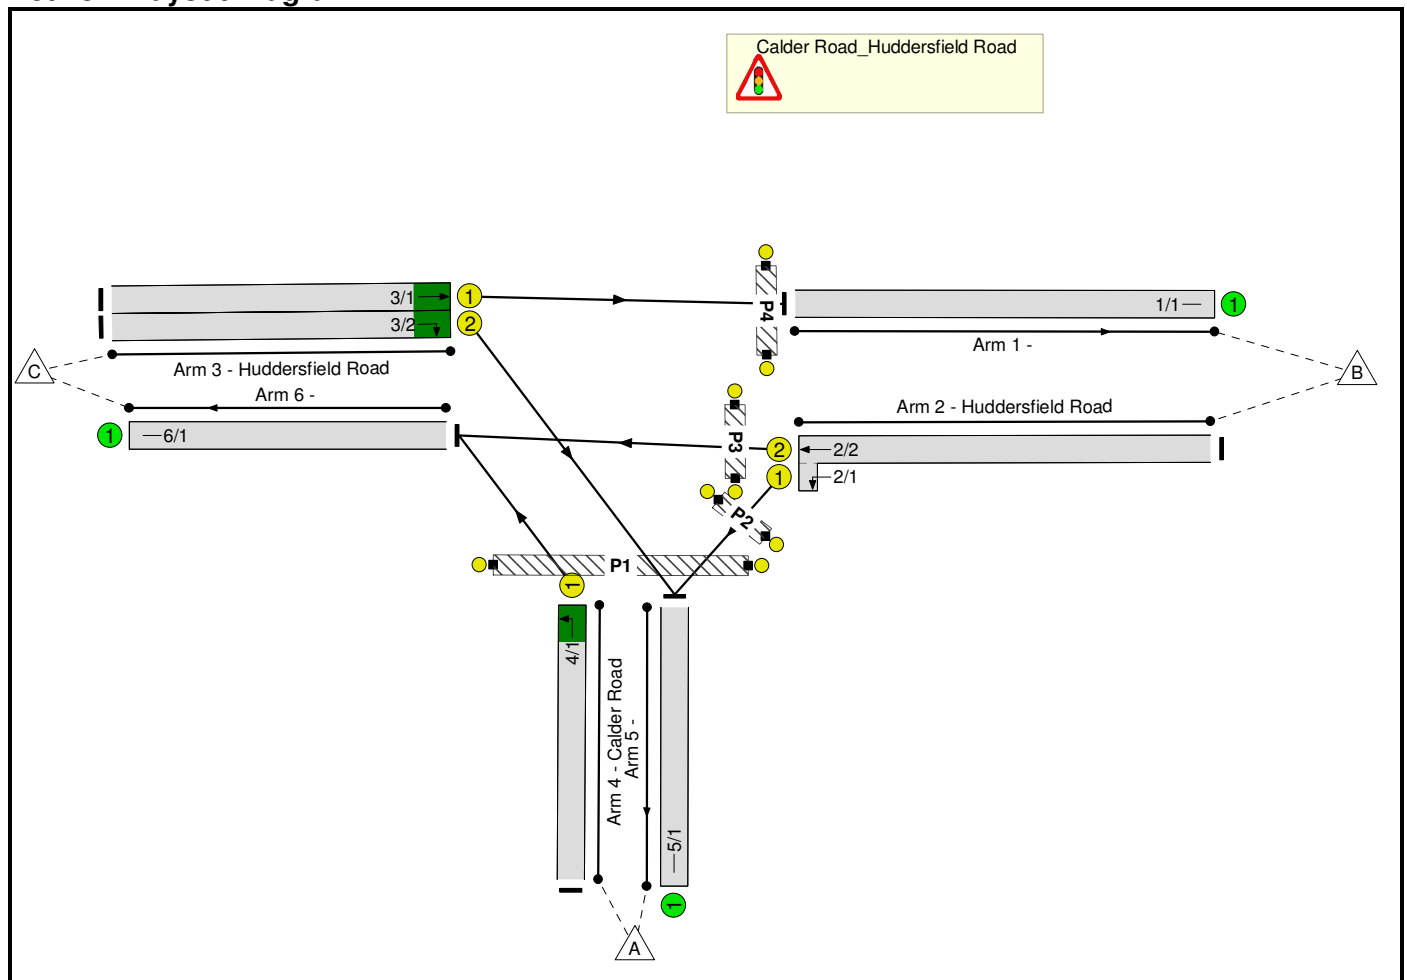 Calder Road_Huddersfield Road
3/1
1
3/2
2
Arm 3 - Huddersfield Road
C
Arm 6 -
1
6/1
P4
1/1
1
Arm 1 -
B
Arm 2 - Huddersfield Road
P3
2
2/2
1
2/1
P2
P1
1
4/1
Arm 4 - Calder Road
Arm 5 -
5/1
1
A